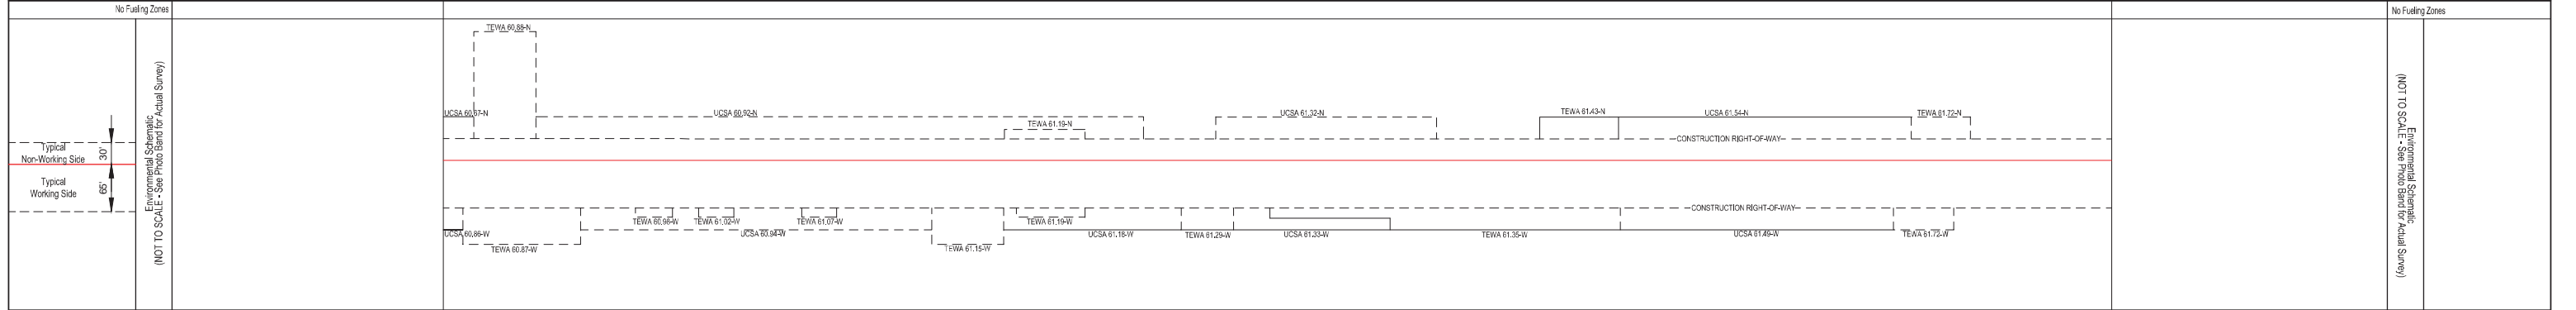 No Fueling Zones
No Fueling Zones
TEWA 60.88-N
UCSA 60.87-N
UCSA 60.92-N
TEWA 61.19-N
UCSA 61.32-N
TEWA 61.43-N
UCSA 61.54-N
TEWA 61.72-N
CONSTRUCTION RIGHT-OF-WAY
Typical
Non-Working Side
30'
Typical
Working Side
65'
Environmental Schematic
(NOT TO SCALE - See Photo Band for Actual Survey)
CONSTRUCTION RIGHT-OF-WAY
TEWA 60.98-W
TEWA 61.02-W
TEWA 61.07-W
TEWA 61.19-W
UCSA 60.86-W
UCSA 60.94-W
UCSA 61.18-W
TEWA 61.29-W
UCSA 61.33-W
TEWA 61.35-W
UCSA 61.49-W
TEWA 61.72-W
TEWA 60.87-W
TEWA 61.15-W
Environmental Schematic
(NOT TO SCALE - See Photo Band for Actual Survey)